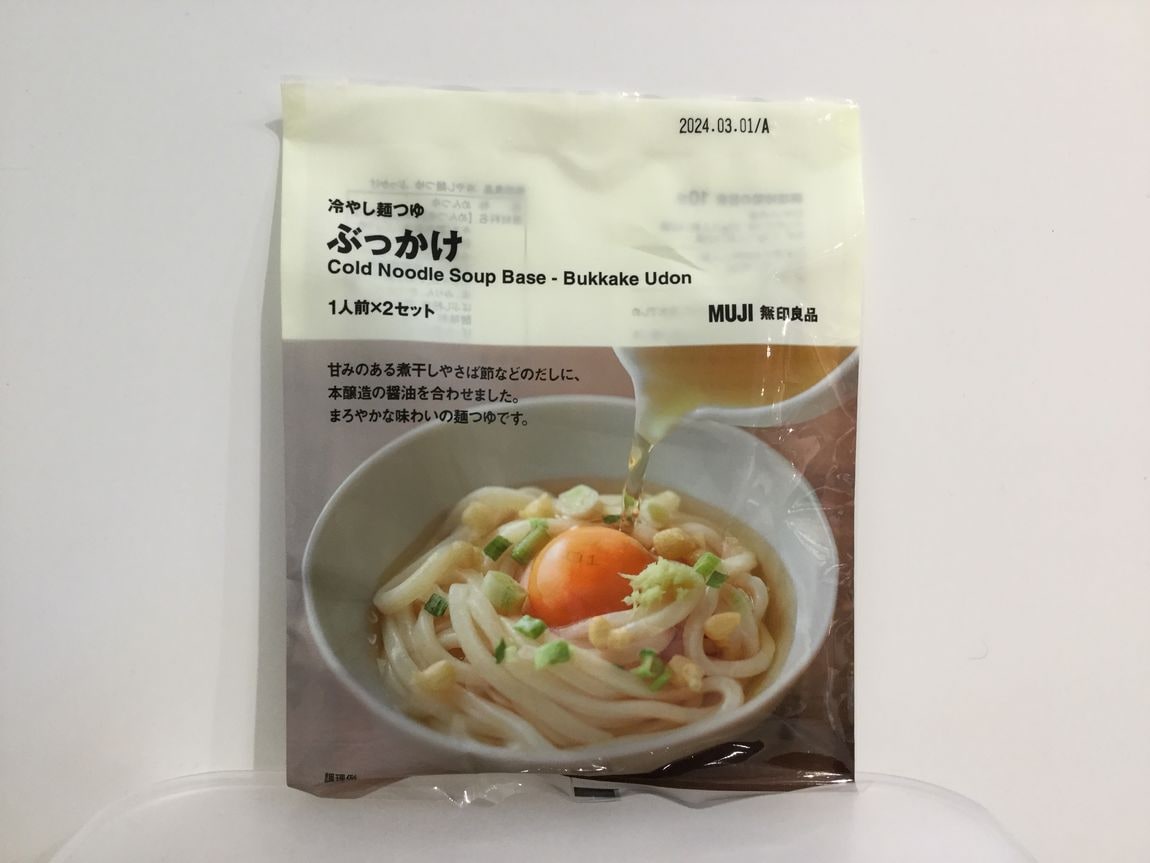 2024.03.01/A
冷やし麺つゆ
ぶっかけ
Cold Noodle Soup Base - Bukkake Udon
1人前×2セット
MUJI 無印良品
甘みのある煮干しやさば節などのだしに、
本醸造の醤油を合わせました。
まろやかな味わいの麺つゆです。
調理例